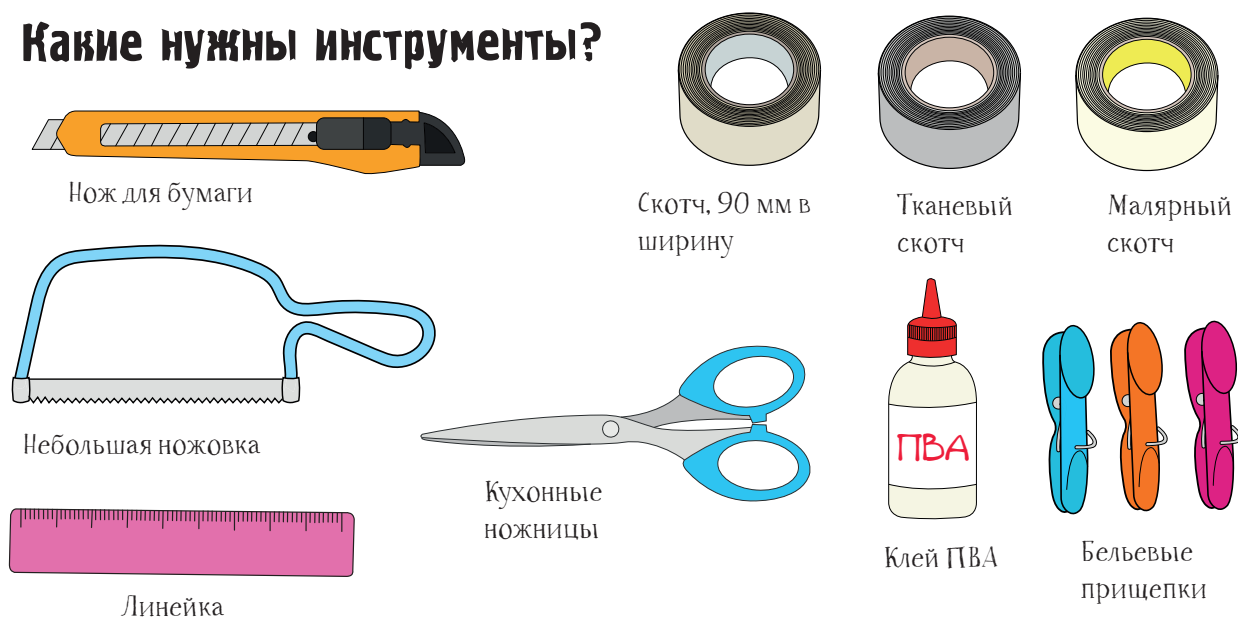 Какие нужны инструменты?
Нож для бумаги
Скотч, 90 мм в
ширину
Тканевый
скотч
Малярный
скотч
Небольшая ножовка
Кухонные
ножницы
ПВА
Клей ПВА
Бельевые
прищепки
Линейка